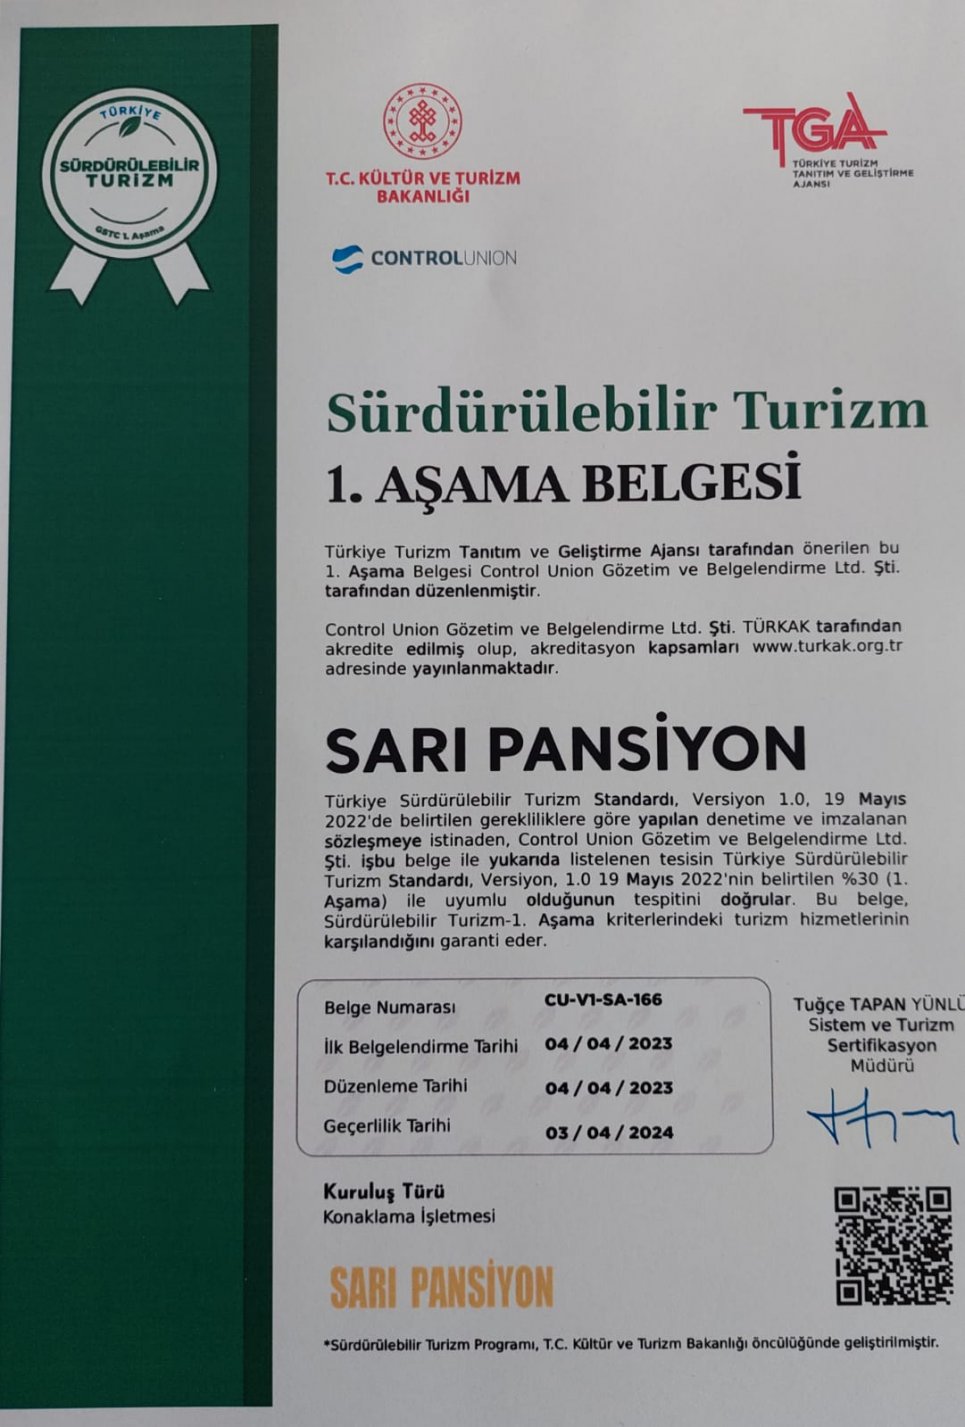 TÜRKİYE
SÜRDÜRÜLEBİLİR
TURİZM
GSTC 1. Aşama
T.C. KÜLTÜR VE TURİZM
BAKANLIĞI
TGA
TÜRKİYE TURİZM
TANITIM VE GELİŞTİRME
AJANSI
CONTROLUNION
Sürdürülebilir Turizm
1. AŞAMA BELGESİ
Türkiye Turizm Tanıtım ve Geliştirme Ajansı tarafından önerilen bu
1. Aşama Belgesi Control Union Gözetim ve Belgelendirme Ltd. Şti.
tarafından düzenlenmiştir.
Control Union Gözetim ve Belgelendirme Ltd. Şti. TÜRKAK tarafından
akredite edilmiş olup, akreditasyon kapsamları www.turkak.org.tr
adresinde yayınlanmaktadır.
SARI PANSİYON
Türkiye Sürdürülebilir Turizm Standardı, Versiyon 1.0, 19 Mayıs
2022'de belirtilen gerekliliklere göre yapılan denetime ve imzalanan
sözleşmeye istinaden, Control Union Gözetim ve Belgelendirme Ltd.
Şti. işbu belge ile yukarıda listelenen tesisin Türkiye Sürdürülebilir
Turizm Standardı, Versiyon, 1.0 19 Mayıs 2022'nin belirtilen %30 (1.
Aşama) ile uyumlu olduğunun tespitini doğrular. Bu belge,
Sürdürülebilir Turizm-1. Aşama kriterlerindeki turizm hizmetlerinin
karşılandığını garanti eder.
Belge Numarası CU-V1-SA-166
İlk Belgelendirme Tarihi 04 / 04 / 2023
Düzenleme Tarihi 04 / 04 / 2023
Geçerlilik Tarihi 03 / 04 / 2024
Tuğçe TAPAN YÜNLÜ
Sistem ve Turizm
Sertifikasyon
Müdürü
Kuruluş Türü
Konaklama İşletmesi
SARI PANSİYON
*Sürdürülebilir Turizm Programı, T.C. Kültür ve Turizm Bakanlığı öncülüğünde geliştirilmiştir.